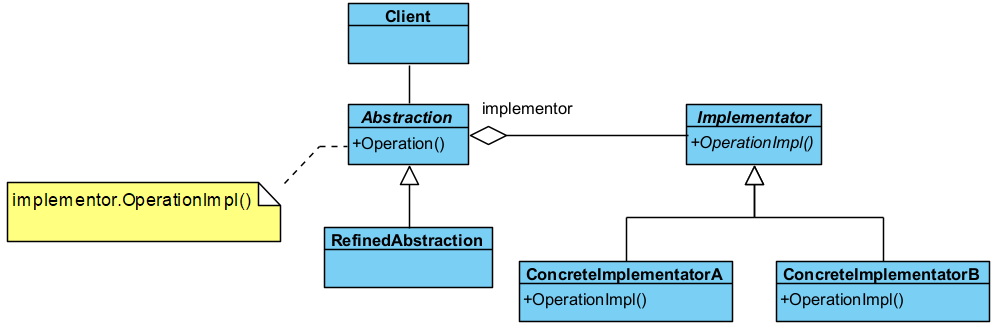 Client
implementor
Abstraction
+Operation()
Implementator
+OperationImpl()
implementor.OperationImpl()
RefinedAbstraction
ConcreteImplementatorA
+OperationImpl()
ConcreteImplementatorB
+OperationImpl()